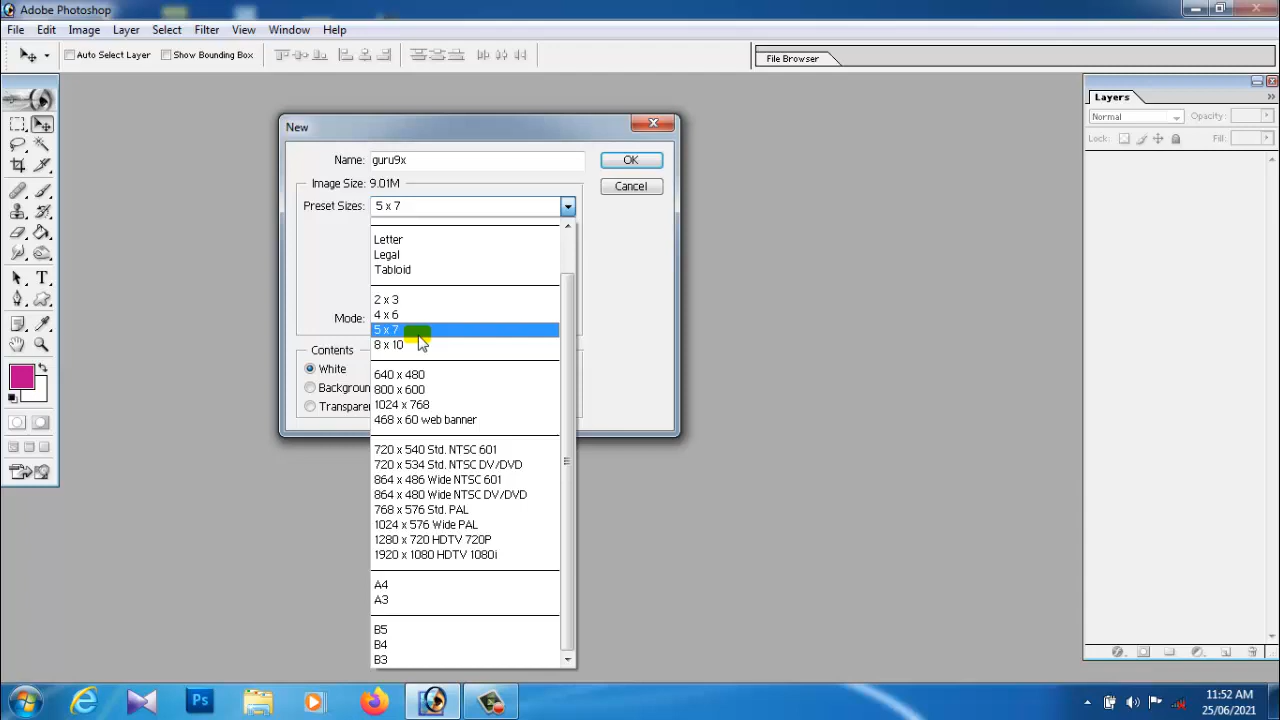 Adobe Photoshop
File Edit Image Layer Select Filter View Window Help
Auto Select Layer Show Bounding Box
File Browser
Layers
Normal Opacity:
Lock: Fill:
New
Name: guru9x
OK
Image Size: 9.01M
Cancel
Preset Sizes: 5 x 7
Letter
Legal
Tabloid
2 x 3
4 x 6
Mode:
5 x 7
8 x 10
Contents
White
640 x 480
Backgroun
800 x 600
Transparen
1024 x 768
468 x 60 web banner
720 x 540 Std. NTSC 601
720 x 534 Std. NTSC DV/DVD
864 x 486 Wide NTSC 601
864 x 480 Wide NTSC DV/DVD
768 x 576 Std. PAL
1024 x 576 Wide PAL
1280 x 720 HDTV 720P
1920 x 1080 HDTV 1080i
A4
A3
B5
B4
B3
T
Ps
11:52 AM
25/06/2021